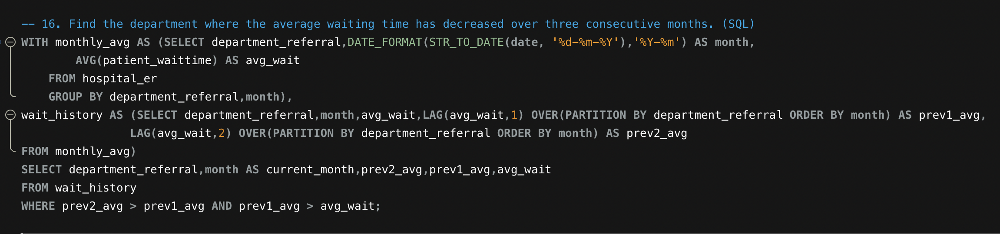 -- 16. Find the department where the average waiting time has decreased over three consecutive months. (SQL)
WITH monthly_avg AS (SELECT department_referral,DATE_FORMAT(STR_TO_DATE(date, '%d-%m-%Y'),'%Y-%m') AS month,
AVG(patient_waittime) AS avg_wait
FROM hospital_er
GROUP BY department_referral,month),
wait_history AS (SELECT department_referral,month,avg_wait,LAG(avg_wait,1) OVER(PARTITION BY department_referral ORDER BY month) AS prev1_avg,
LAG(avg_wait,2) OVER(PARTITION BY department_referral ORDER BY month) AS prev2_avg
FROM monthly_avg)
SELECT department_referral,month AS current_month,prev2_avg,prev1_avg,avg_wait
FROM wait_history
WHERE prev2_avg > prev1_avg AND prev1_avg > avg_wait;